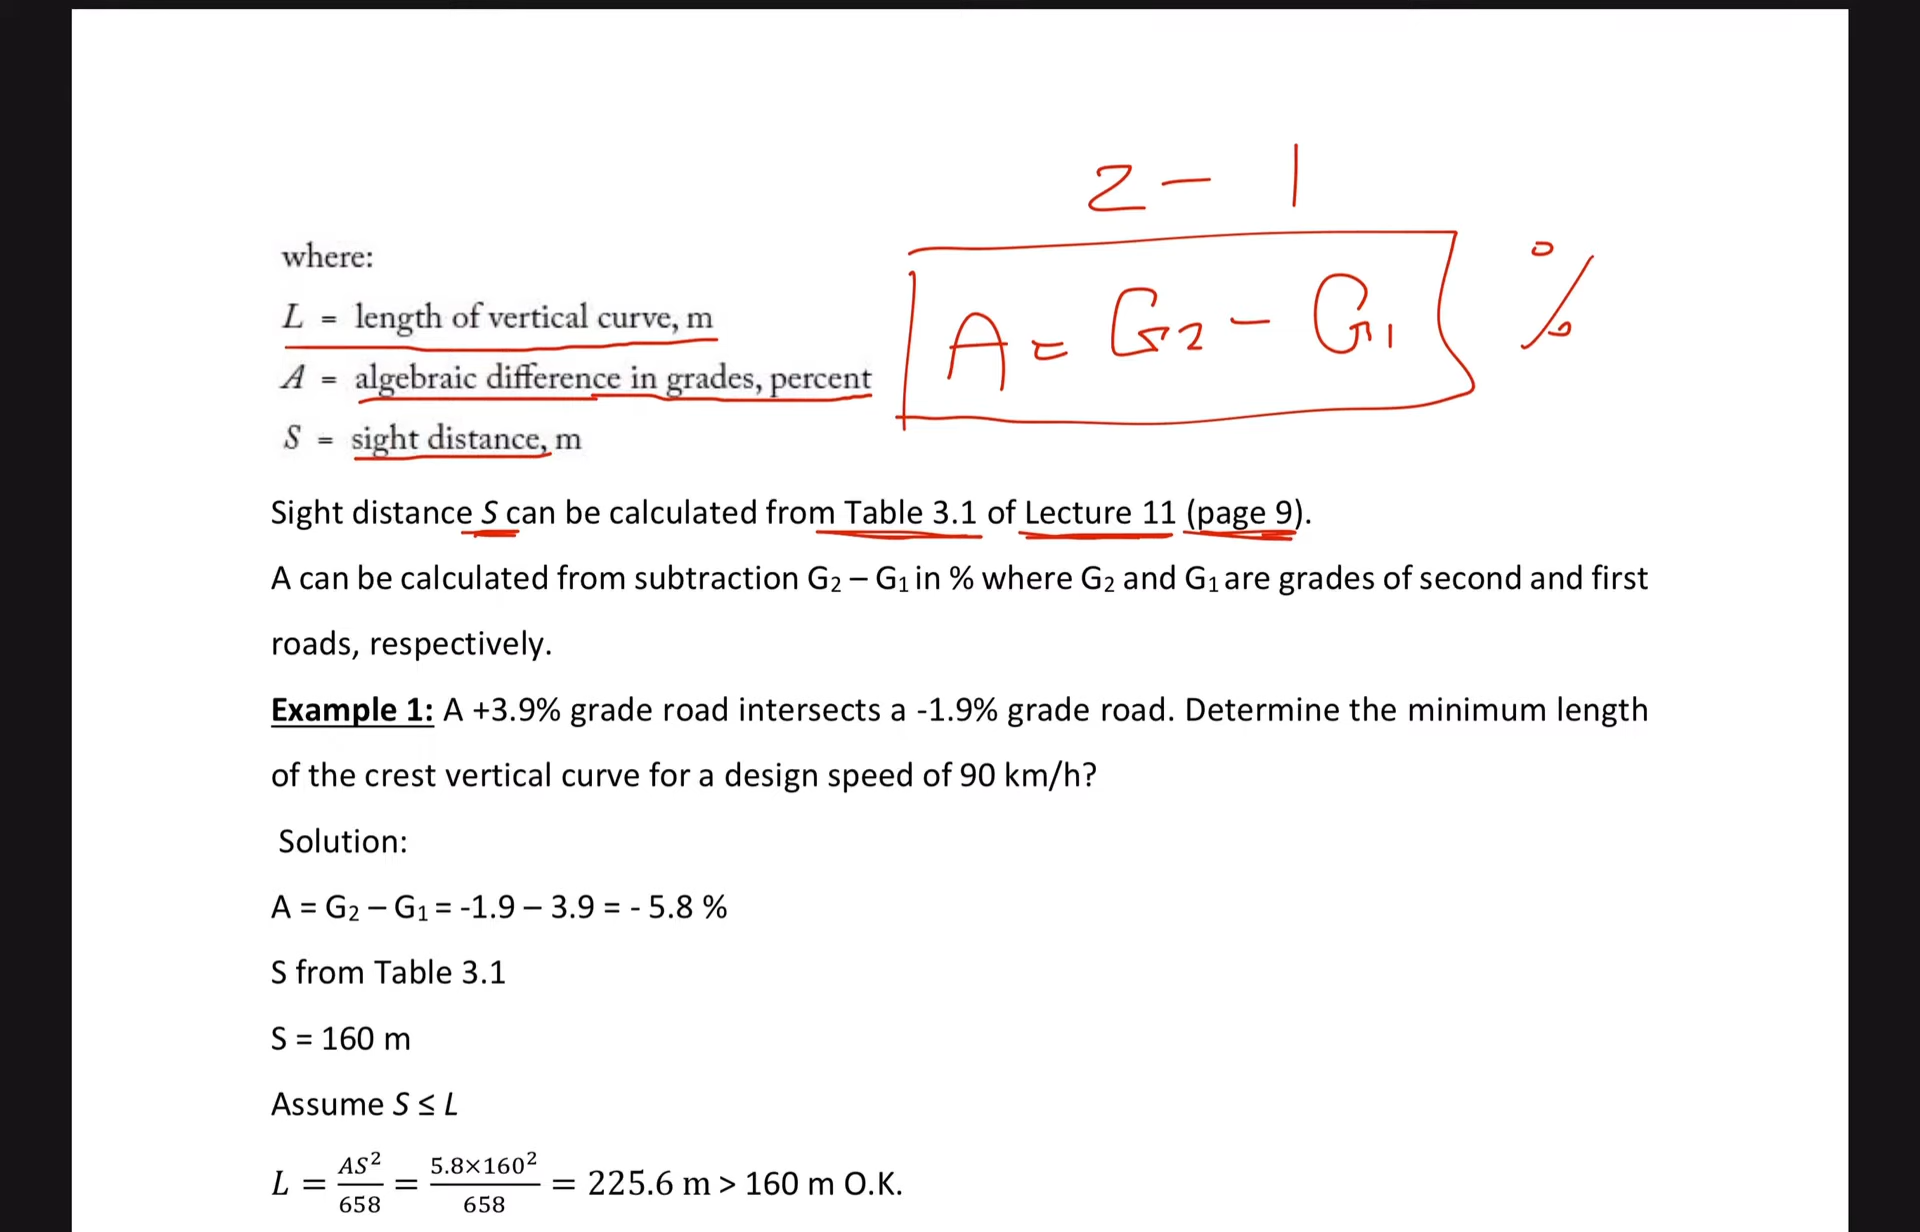 2 – 1
where:
L = length of vertical curve, m
A = G2 – G1 %
A = algebraic difference in grades, percent
S = sight distance, m
Sight distance S can be calculated from Table 3.1 of Lecture 11 (page 9).
A can be calculated from subtraction G₂ – G₁ in % where G₂ and G₁ are grades of second and first
roads, respectively.
Example 1: A +3.9% grade road intersects a -1.9% grade road. Determine the minimum length
of the crest vertical curve for a design speed of 90 km/h?
Solution:
A = G₂ – G₁ = -1.9 – 3.9 = - 5.8 %
S from Table 3.1
S = 160 m
Assume S ≤ L
L = AS²/658 = 5.8×160²/658 = 225.6 m > 160 m O.K.